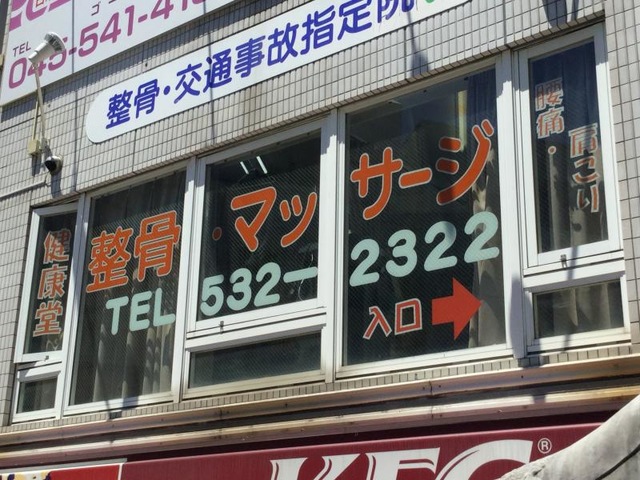 TEL
045-541-41
整骨・交通事故指定院
健康堂
整骨・マッサージ
TEL 532-2322
入口
腰痛・
肩こり
KFC®